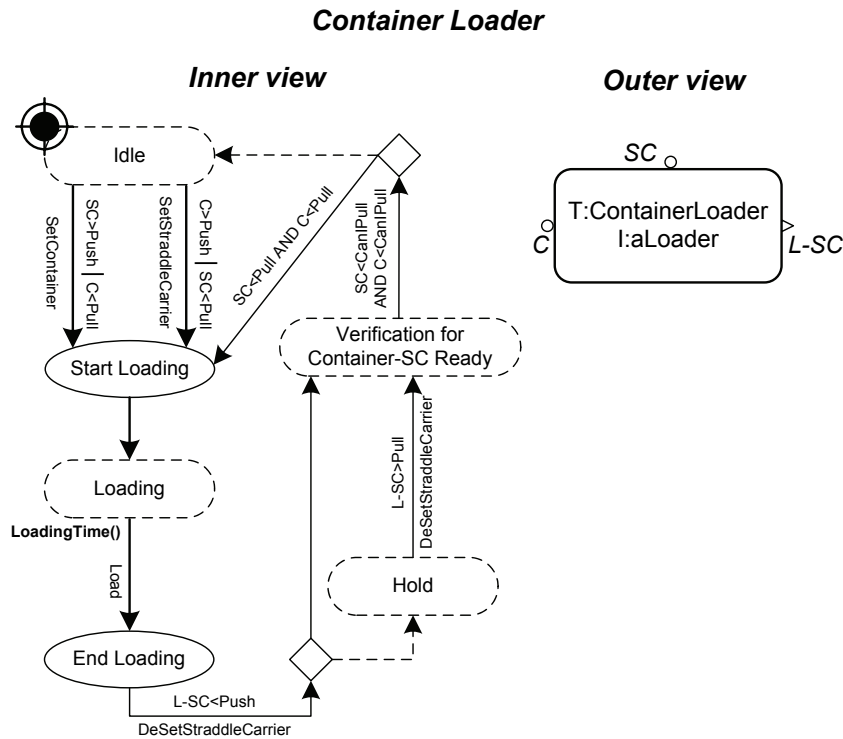 Container Loader
Inner view
Outer view
Idle
SC>Push | C<Pull
SetContainer
C>Push | SC<Pull
SetStraddleCarrier
SC<Pull AND C<Pull
SC<CanIPull
AND C<CanIPull
SC
T:ContainerLoader
I:aLoader
C
L-SC
Start Loading
Verification for
Container-SC Ready
Loading
LoadingTime()
Load
L-SC>Pull
DeSetStraddleCarrier
Hold
End Loading
L-SC<Push
DeSetStraddleCarrier